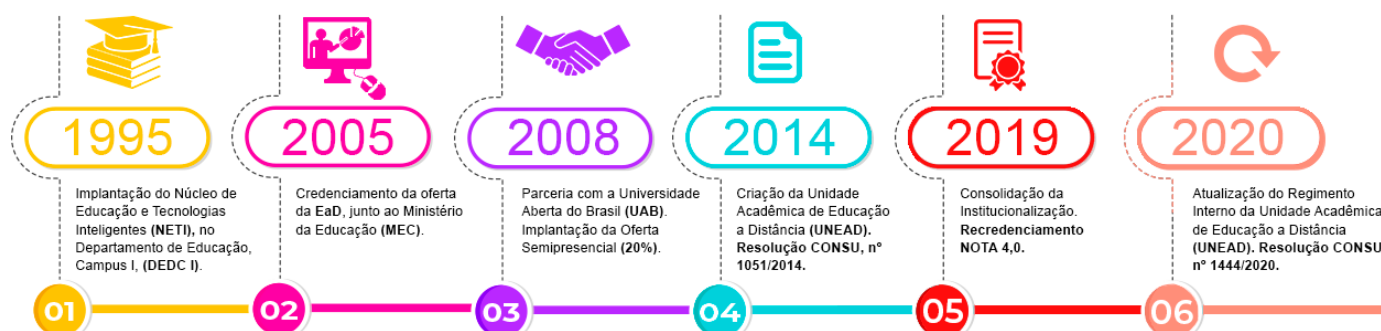 1995
Implantação do Núcleo de
Educação e Tecnologias
Inteligentes (NETI), no
Departamento de Educação,
Campus I, (DEDC I).
01
2005
Credenciamento da oferta
da EaD, junto ao Ministério
da Educação (MEC).
02
2008
Parceria com a Universidade
Aberta do Brasil (UAB).
Implantação da Oferta
Semipresencial (20%).
03
2014
Criação da Unidade
Acadêmica de Educação
a Distância (UNEAD).
Resolução CONSU, nº
1051/2014.
04
2019
Consolidação da
Institucionalização.
Recredenciamento
NOTA 4,0.
05
2020
Atualização do Regimento
Interno da Unidade Acadêmica
de Educação a Distância
(UNEAD). Resolução CONSU
nº 1444/2020.
06